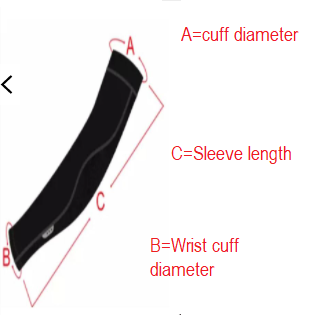 A
A=cuff diameter
C=Sleeve length
C
B=Wrist cuff
diameter
B